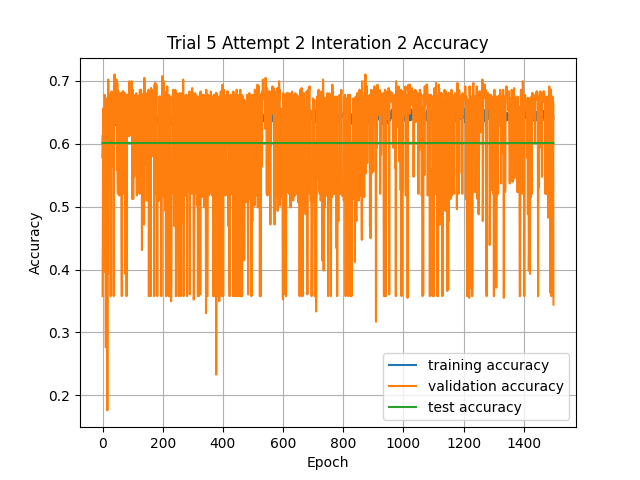 Trial 5 Attempt 2 Interation 2 Accuracy
0.7
0.6
0.5
0.4
0.3
0.2
Accuracy
training accuracy
validation accuracy
test accuracy
0 200 400 600 800 1000 1200 1400
Epoch